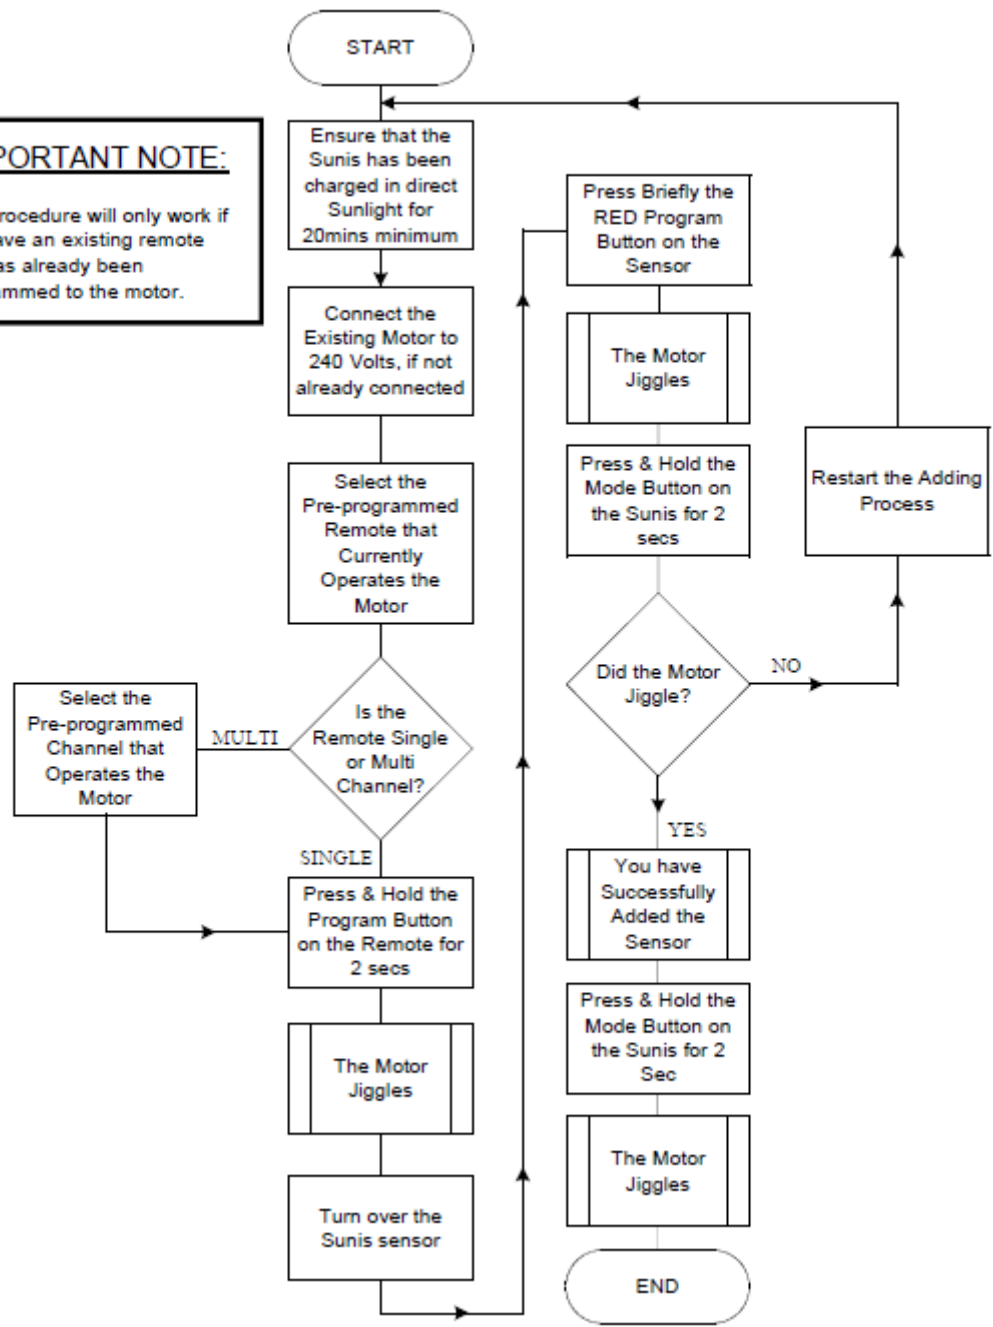 START
PORTANT NOTE:
rocedure will only work if
ave an existing remote
as already been
ammed to the motor.
Ensure that the
Sunis has been
charged in direct
Sunlight for
20mins minimum
Connect the
Existing Motor to
240 Volts, if not
already connected
Select the
Pre-programmed
Remote that
Currently
Operates the
Motor
Is the
Remote Single
or Multi
Channel?
MULTI
Select the
Pre-programmed
Channel that
Operates the
Motor
SINGLE
Press & Hold the
Program Button
on the Remote for
2 secs
The Motor
Jiggles
Turn over the
Sunis sensor
Press Briefly the
RED Program
Button on the
Sensor
The Motor
Jiggles
Press & Hold the
Mode Button on
the Sunis for 2
secs
Did the Motor
Jiggle?
NO
Restart the Adding
Process
YES
You have
Successfully
Added the
Sensor
Press & Hold the
Mode Button on
the Sunis for 2
Sec
The Motor
Jiggles
END